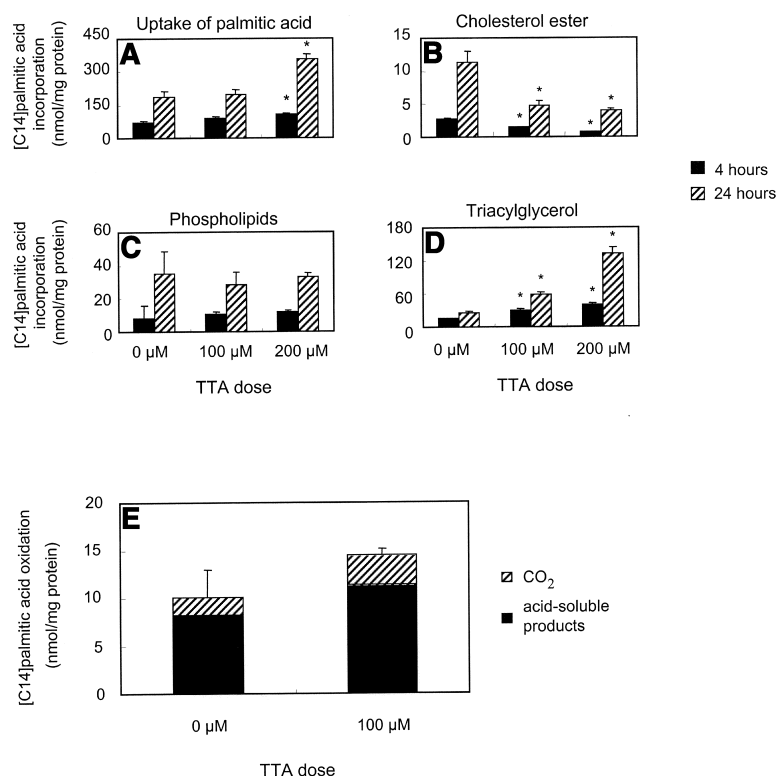 Uptake of palmitic acid
Cholesterol ester
[C14]palmitic acid
incorporation
(nmol/mg protein)
450
300
150
0
A
*
*
15
10
5
0
B
*
*
*
*
4 hours
24 hours
Phospholipids
Triacylglycerol
[C14]palmitic acid
incorporation
(nmol/mg protein)
60
40
20
0
C
0 µM
100 µM
200 µM
TTA dose
180
120
60
0
D
*
*
*
*
0 µM
100 µM
200 µM
TTA dose
[C14]palmitic acid oxidation
(nmol/mg protein)
20
15
10
5
0
E
0 µM
100 µM
TTA dose
CO2
acid-soluble
products